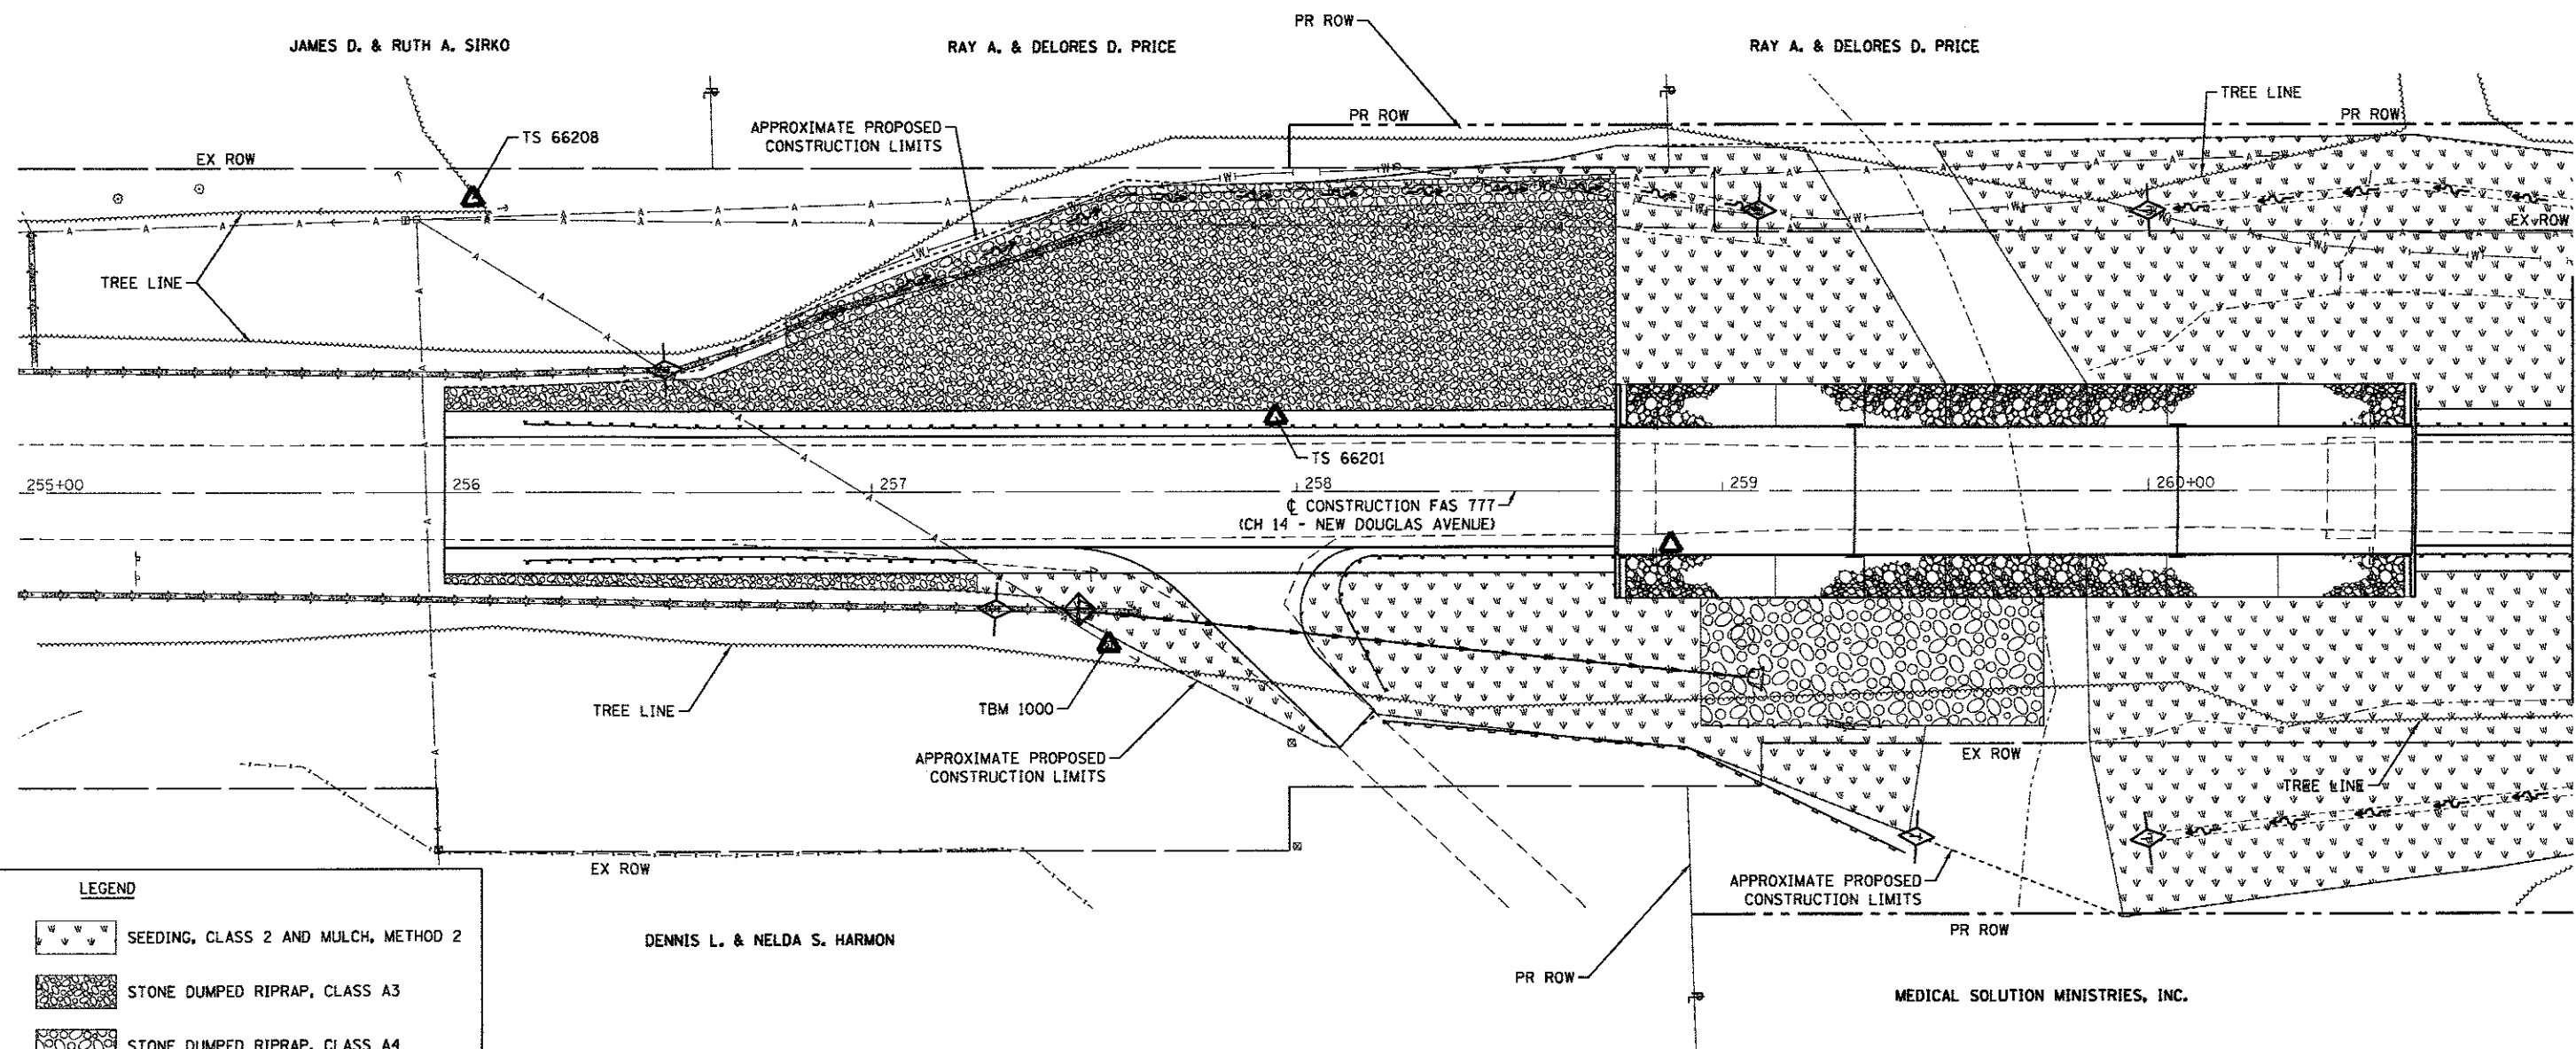 PR ROW
JAMES D. & RUTH A. SIRKO
RAY A. & DELORES D. PRICE
RAY A. & DELORES D. PRICE
TREE LINE
PR ROW
PR ROW
TS 66208
APPROXIMATE PROPOSED
CONSTRUCTION LIMITS
EX ROW
EX ROW
TREE LINE
TS 66201
255+00
256
257
258
259
260+00
℄ CONSTRUCTION FAS 777
(CH 14 - NEW DOUGLAS AVENUE)
TREE LINE
TBM 1000
APPROXIMATE PROPOSED
CONSTRUCTION LIMITS
EX ROW
TREE LINE
EX ROW
APPROXIMATE PROPOSED
CONSTRUCTION LIMITS
PR ROW
LEGEND
SEEDING, CLASS 2 AND MULCH, METHOD 2
DENNIS L. & NELDA S. HARMON
PR ROW
STONE DUMPED RIPRAP, CLASS A3
MEDICAL SOLUTION MINISTRIES, INC.
STONE DUMPED RIPRAP, CLASS A4